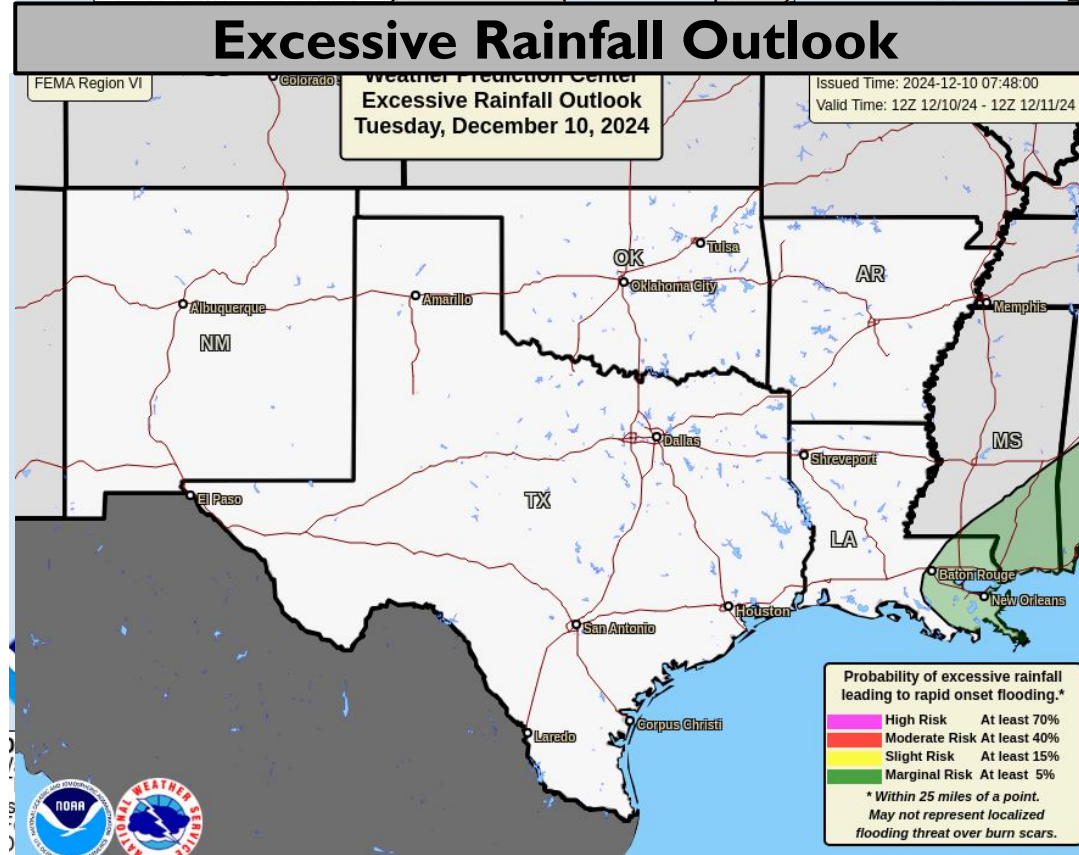 Excessive Rainfall Outlook
FEMA Region VI
Weather Prediction Center
Excessive Rainfall Outlook
Tuesday, December 10, 2024
Issued Time: 2024-12-10 07:48:00
Valid Time: 12Z 12/10/24 - 12Z 12/11/24
Colorado
Tulsa
OK
Oklahoma City
AR
Amarillo
Albuquerque
Memphis
NM
Dallas
MS
Shreveport
El Paso
TX
LA
Baton Rouge
New Orleans
Houston
San Antonio
Corpus Christi
Laredo
Probability of excessive rainfall
leading to rapid onset flooding.*
High Risk At least 70%
Moderate Risk At least 40%
Slight Risk At least 15%
Marginal Risk At least 5%
* Within 25 miles of a point.
May not represent localized
flooding threat over burn scars.
NOAA
NATIONAL WEATHER SERVICE